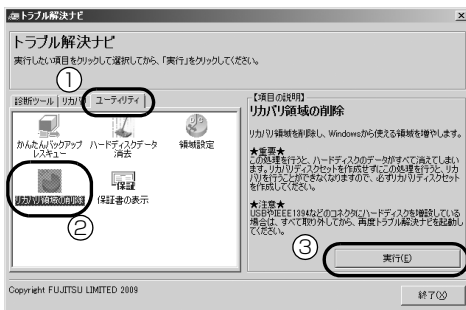 トラブル解決ナビ
トラブル解決ナビ
実行したい項目をクリックして選択してから、「実行」をクリックしてください。
①
診断ツール
リカバリ
ユーティリティ
かんたんバックアップ
レスキュー
ハードディスクデータ
消去
領域設定
リカバリ領域の削除
保証
保証書の表示
②
【項目の説明】
リカバリ領域の削除
リカバリ領域を削除し、Windowsから使える領域を増やします。
★重要★
この処理を行うと、ハードディスクのデータがすべて消えてしまい
ます。リカバリディスクセットを作成せずにこの処理を行うと、リカ
バリを行うことができなくなりますので、必ずリカバリディスクセット
を作成してください。
★注意★
USBやIEEE1394などのコネクタにハードディスクを増設している
場合は、すべて取り外してから、再度トラブル解決ナビを起動し
てください。
③
実行(E)
Copyright FUJITSU LIMITED 2009
終了(X)